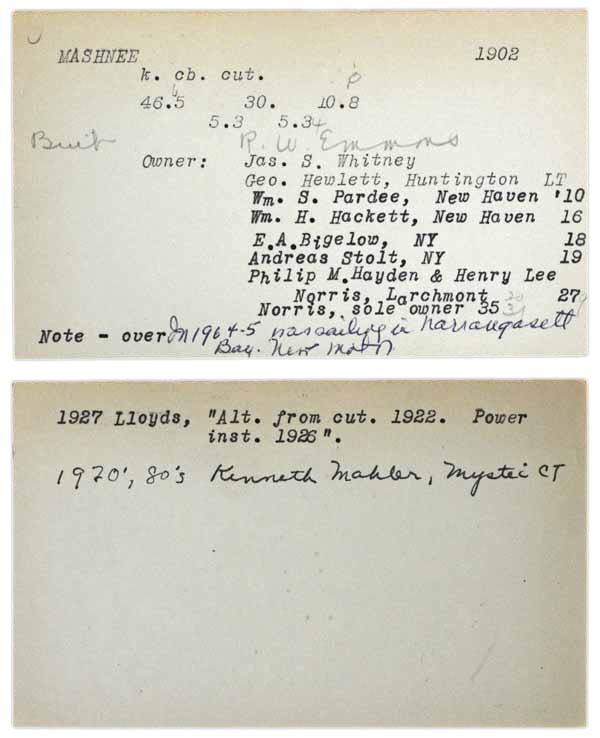 MASHNEE 1902
k. cb. cut. p
46.5 30. 10.8
5.3 5.34
Built R. W. Emmons
Owner: Jas. S. Whitney
Geo. Hewlett, Huntington LT
Wm. S. Pardee, New Haven '10
Wm. H. Hackett, New Haven 16
E.A.Bigelow, NY 18
Andreas Stolt, NY 19
Philip M.Hayden & Henry Lee
Norris, Larchmont 27
Norris, sole owner 35
Note - over In 1964-5 was sailing in Narragansett
Bay. New Mast
1927 Lloyds, "Alt. from cut. 1922. Power
inst. 1926".
1970', 80's Kenneth Mahler, Mystic CT